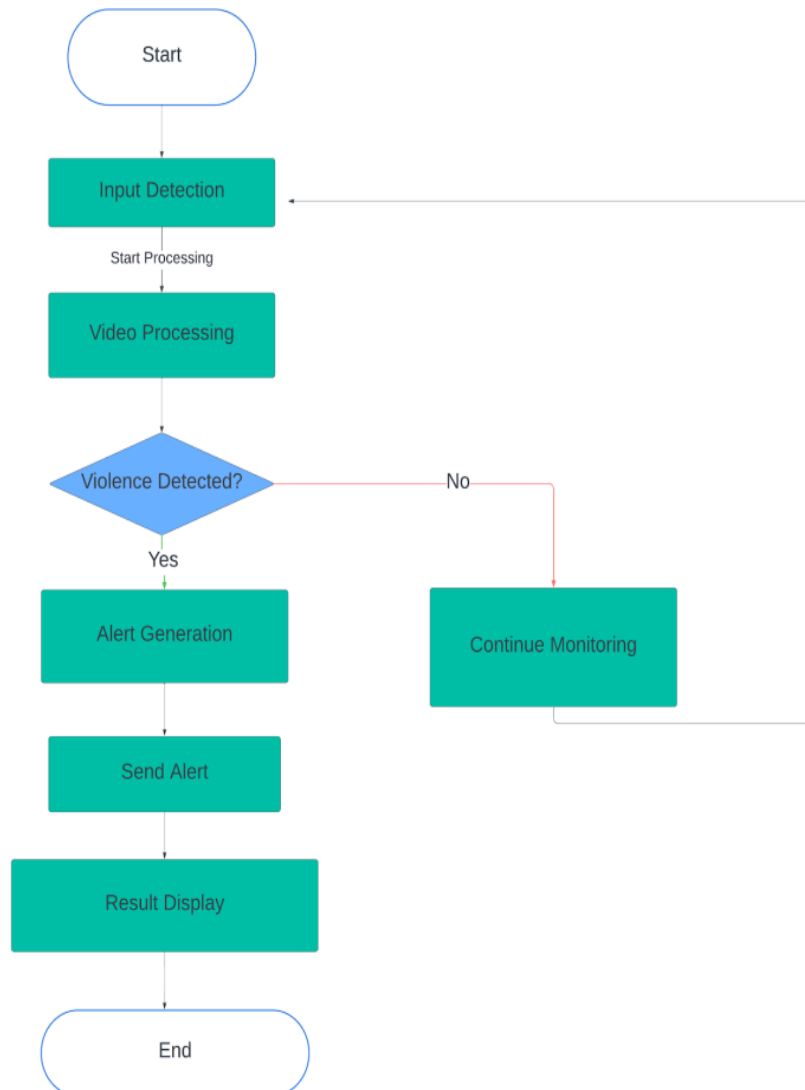 Start
Input Detection
Start Processing
Video Processing
Violence Detected?
No
Yes
Alert Generation
Continue Monitoring
Send Alert
Result Display
End